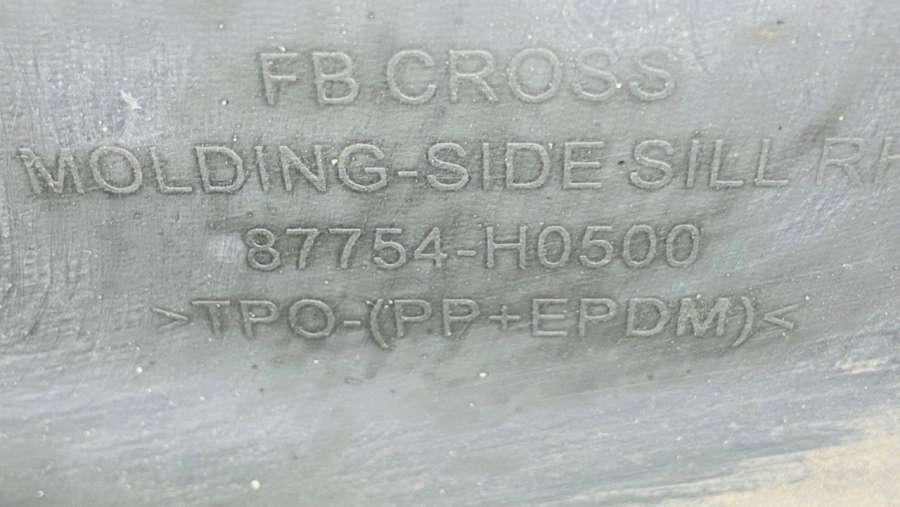 FB CROSS
MOLDING-SIDE SILL RH
87754-H0500
>TPO-(PP+EPDM)<